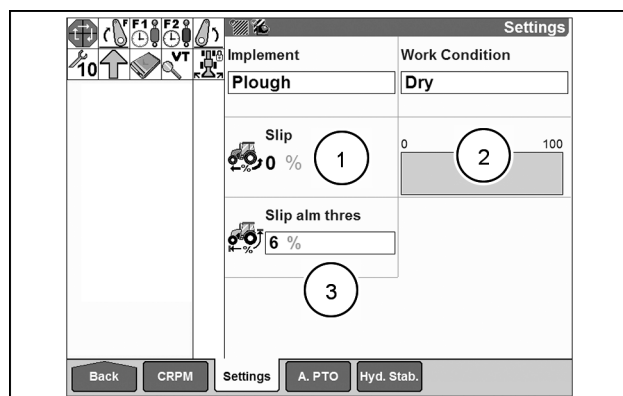 F F1 F2
10 VT
Settings
Implement
Work Condition
Plough
Dry
Slip
0 %
1
0 100
2
Slip alm thres
6 %
3
Back
CRPM
Settings
A. PTO
Hyd. Stab.